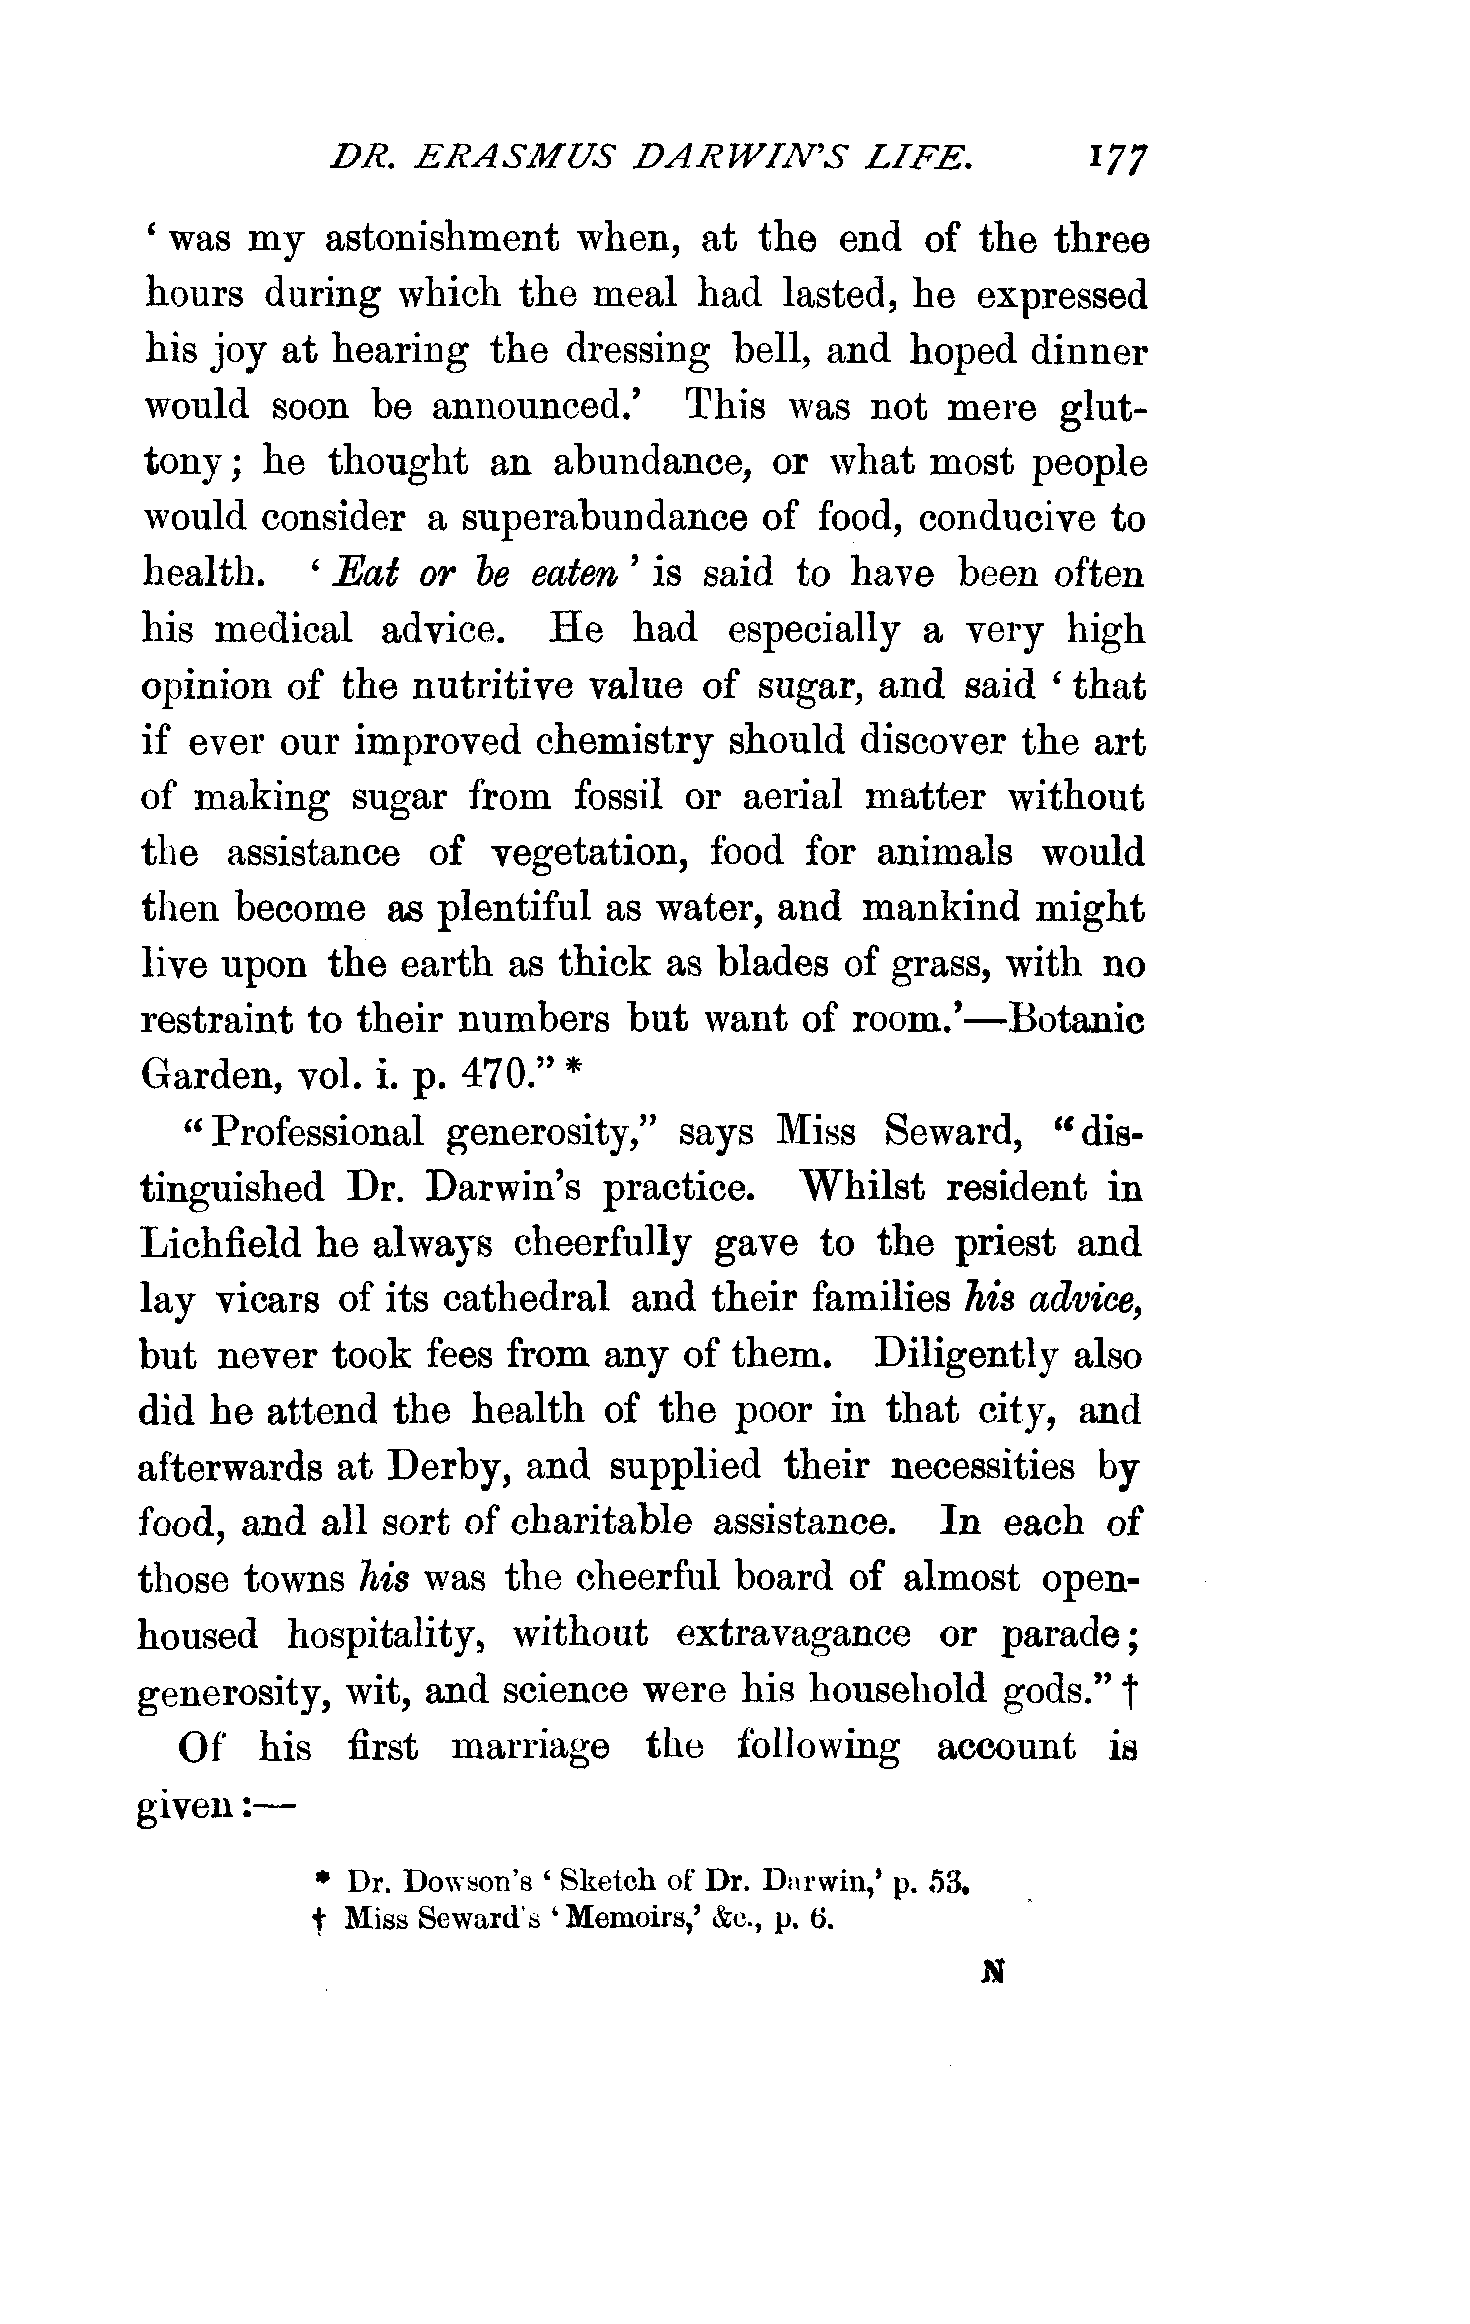 DR. ERASMUS DARWIN'S LIFE. 177
‘was my astonishment when, at the end of the three
hours during which the meal had lasted, he expressed
his joy at hearing the dressing bell, and hoped dinner
would soon be announced.’ This was not mere glut-
tony; he thought an abundance, or what most people
would consider a superabundance of food, conducive to
health. ‘Eat or be eaten’ is said to have been often
his medical advice. He had especially a very high
opinion of the nutritive value of sugar, and said ‘that
if ever our improved chemistry should discover the art
of making sugar from fossil or aerial matter without
the assistance of vegetation, food for animals would
then become as plentiful as water, and mankind might
live upon the earth as thick as blades of grass, with no
restraint to their numbers but want of room.’—Botanic
Garden, vol. i. p. 470.” *
“Professional generosity,” says Miss Seward, “dis-
tinguished Dr. Darwin's practice. Whilst resident in
Lichfield he always cheerfully gave to the priest and
lay vicars of its cathedral and their families his advice,
but never took fees from any of them. Diligently also
did he attend the health of the poor in that city, and
afterwards at Derby, and supplied their necessities by
food, and all sort of charitable assistance. In each of
those towns his was the cheerful board of almost open-
housed hospitality, without extravagance or parade;
generosity, wit, and science were his household gods.” †
Of his first marriage the following account is
given:—
* Dr. Dowson's ‘Sketch of Dr. Darwin,’ p. 53.
† Miss Seward's ‘Memoirs,’ &c., p. 6.
N